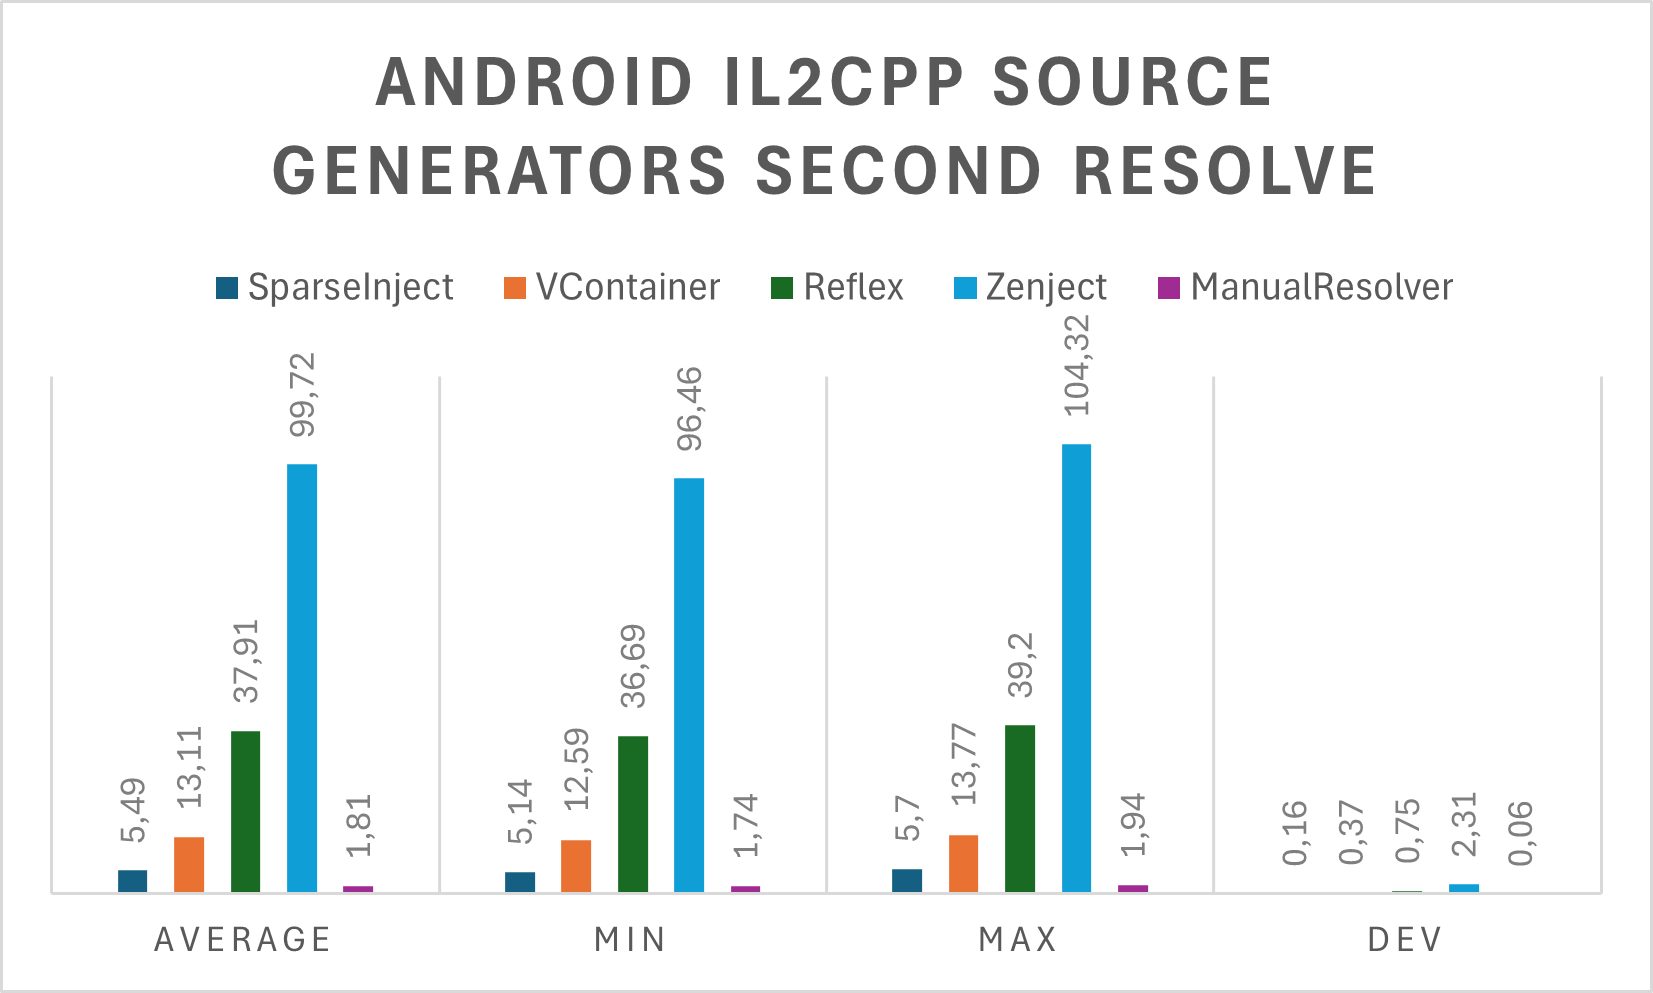 ANDROID IL2CPP SOURCE
GENERATORS SECOND RESOLVE
SparseInject VContainer Reflex Zenject ManualResolver
5,49 13,11 37,91 99,72 1,81
5,14 12,59 36,69 96,46 1,74
5,7 13,77 39,2 104,32 1,94
0,16 0,37 0,75 2,31 0,06
AVERAGE MIN MAX DEV